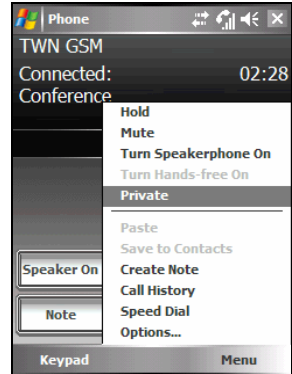 Phone
TWN GSM
Connected: 02:28
Conference
Hold
Mute
Turn Speakerphone On
Turn Hands-free On
Private
Paste
Save to Contacts
Create Note
Call History
Speed Dial
Options...
Speaker On
Note
Keypad Menu